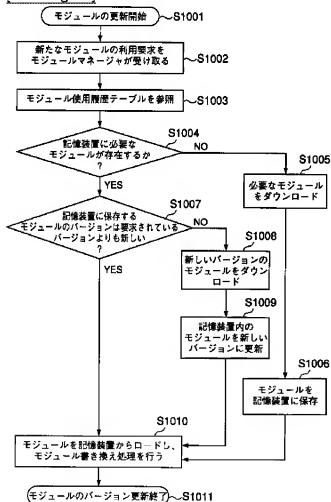 モジュールの更新開始
S1001
新たなモジュールの利用要求を
モジュールマネージャが受け取る
S1002
モジュール使用履歴テーブルを参照
S1003
記憶装置に必要な
モジュールが存在するか
?
S1004
NO
YES
S1005
必要なモジュール
をダウンロード
記憶装置に保存する
モジュールのバージョンは要求されている
バージョンよりも新しい
?
S1007
NO
YES
S1008
新しいバージョンの
モジュールをダウン
ロード
S1009
記憶装置内の
モジュールを新しい
バージョンに更新
S1006
モジュールを
記憶装置に保存
S1010
モジュールを記憶装置からロードし、
モジュール書き換え処理を行う
モジュールのバージョン更新終了
S1011